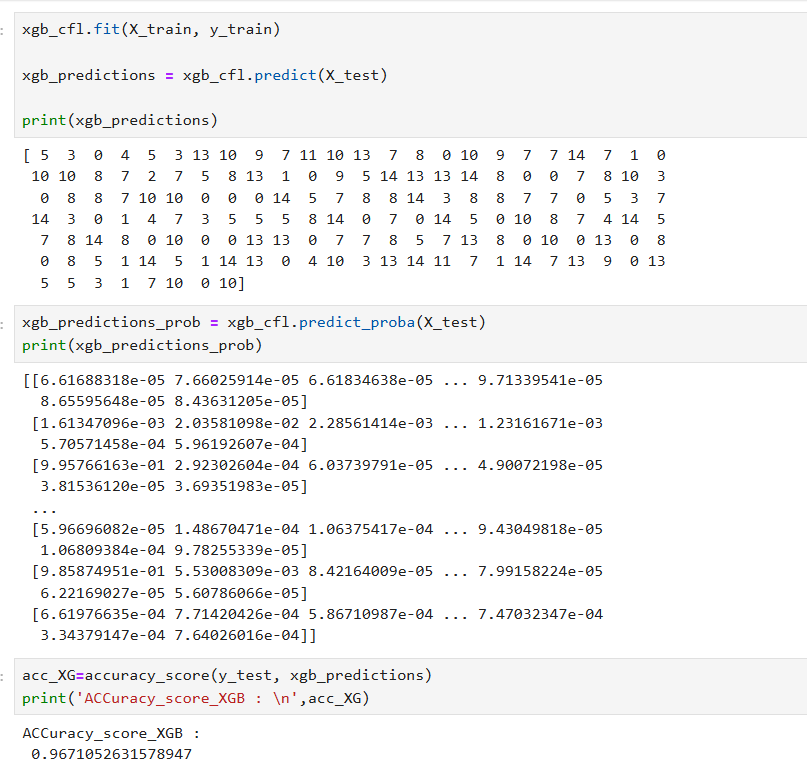 xgb_cfl.fit(X_train, y_train)
xgb_predictions = xgb_cfl.predict(X_test)
print(xgb_predictions)
[ 5  3  0  4  5  3 13 10  9  7 11 10 13  7  8  0 10  9  7  7 14  7  1  0
 10 10  8  7  2  7  5  8 13  1  0  9  5 14 13 13 14  8  0  0  7  8 10  3
  0  8  8  7 10 10  0  0  0 14  5  7  8  8 14  3  8  8  7  7  0  5  3  7
 14  3  0  1  4  7  3  5  5  5  8 14  0  7  0 14  5  0 10  8  7  4 14  5
  7  8 14  8  0 10  0  0 13 13  0  7  7  8  5  7 13  8  0 10  0 13  0  8
  0  8  5  1 14  5  1 14 13  0  4 10  3 13 14 11  7  1 14  7 13  9  0 13
  5  5  3  1  7 10  0 10]
xgb_predictions_prob = xgb_cfl.predict_proba(X_test)
print(xgb_predictions_prob)
[[6.61688318e-05 7.66025914e-05 6.61834638e-05 ... 9.71339541e-05
  8.65595648e-05 8.43631205e-05]
 [1.61347096e-03 2.03581098e-02 2.28561414e-03 ... 1.23161671e-03
  5.70571458e-04 5.96192607e-04]
 [9.95766163e-01 2.92302604e-04 6.03739791e-05 ... 4.90072198e-05
  3.81536120e-05 3.69351983e-05]
 ...
 [5.96696082e-05 1.48670471e-04 1.06375417e-04 ... 9.43049818e-05
  1.06809384e-04 9.78255339e-05]
 [9.85874951e-01 5.53008309e-03 8.42164009e-05 ... 7.99158224e-05
  6.22169027e-05 5.60786066e-05]
 [6.61976635e-04 7.71420426e-04 5.86710987e-04 ... 7.47032347e-04
  3.34379147e-04 7.64026016e-04]]
acc_XG=accuracy_score(y_test, xgb_predictions)
print('ACCuracy_score_XGB : \n',acc_XG)
ACCuracy_score_XGB :
 0.9671052631578947